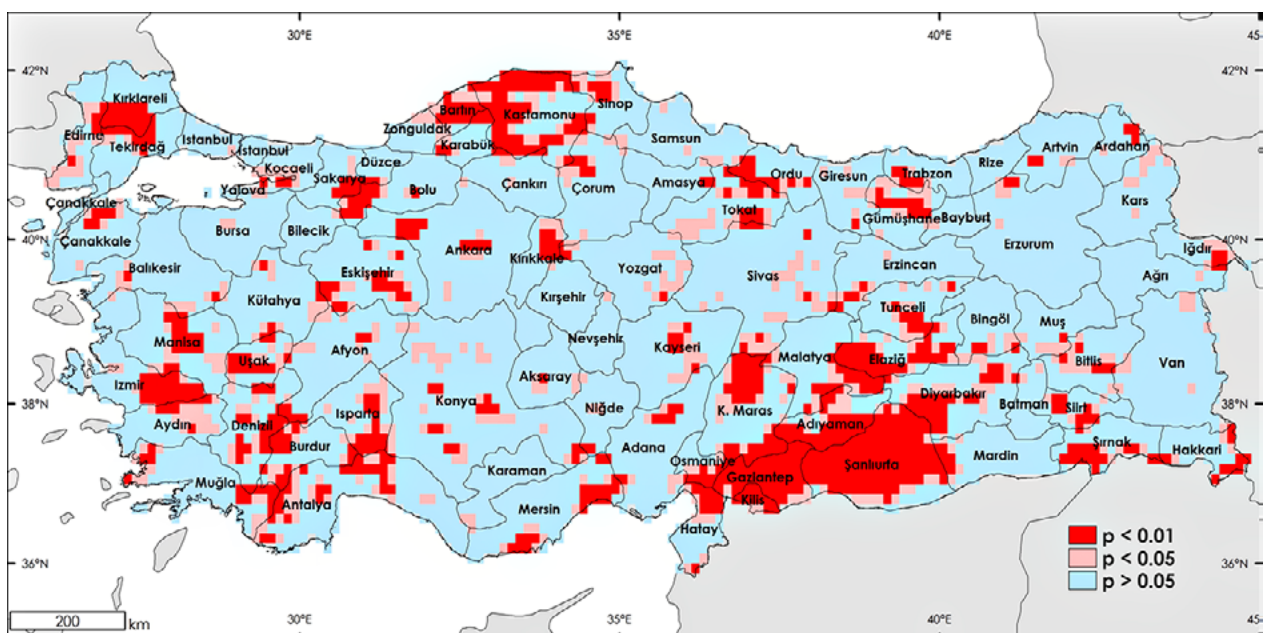 30°E 35°E 40°E 45
42°N 42°N
Kırklareli
Sinop
Bartın Kastamonu
Edirne Zonguldak
Istanbul Samsun
Tekirdağ Karabük Artvin Ardahan
Istanbul
Düzce Rize
Kocaeli Ordu Giresun Trabzon
Sakarya Çankırı Amasya
Yalova Bolu Çorum
Çanakkale Tokat Kars
Gümüşhane Bayburt
Bursa Bilecik
40°N Çanakkale Ankara Erzurum 40°N
Kırıkkale Iğdır
Balıkesir Eskişehir Yozgat Sivas Erzincan Ağrı
Kütahya Kırşehir
Tunceli
Bingöl Muş
Manisa Nevşehir
Afyon Kayseri
Uşak Malatya Elazığ Bitlis Van
Izmir Aksaray
Konya Diyarbakır
38°N Isparta Niğde K. Maras Batman Siirt 38°N
Aydın Denizli Adıyaman
Burdur Adana Şırnak Hakkari
Osmaniye Şanlıurfa Mardin
Karaman
Muğla Gaziantep
Antalya Mersin Kilis
Hatay
p < 0.01
p < 0.05
36°N p > 0.05 36°N
200 km
30°E 35°E 40°E 45